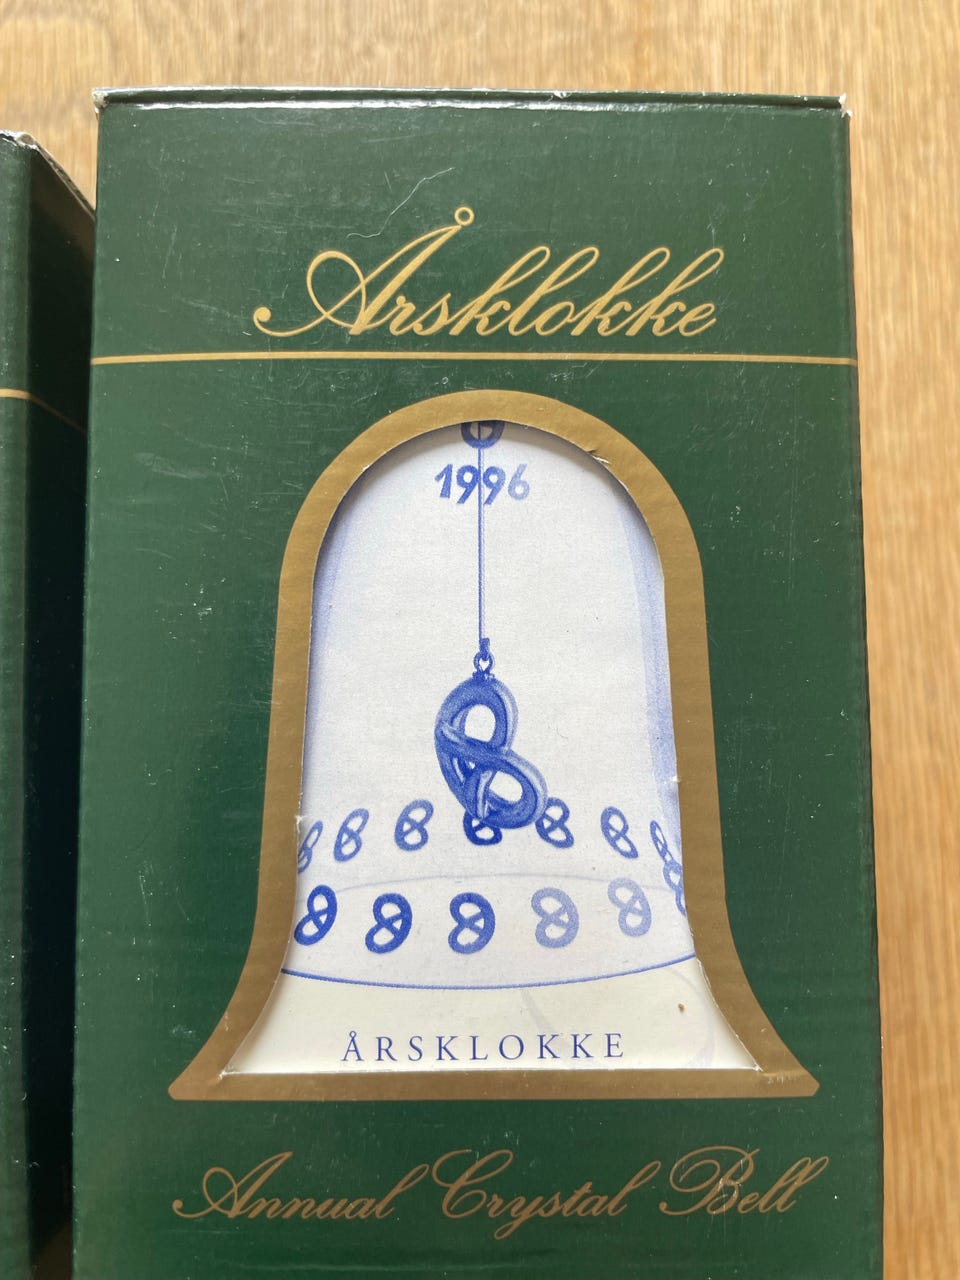 Årsklokke
1996
ÅRSKLOKKE
Annual Crystal Bell